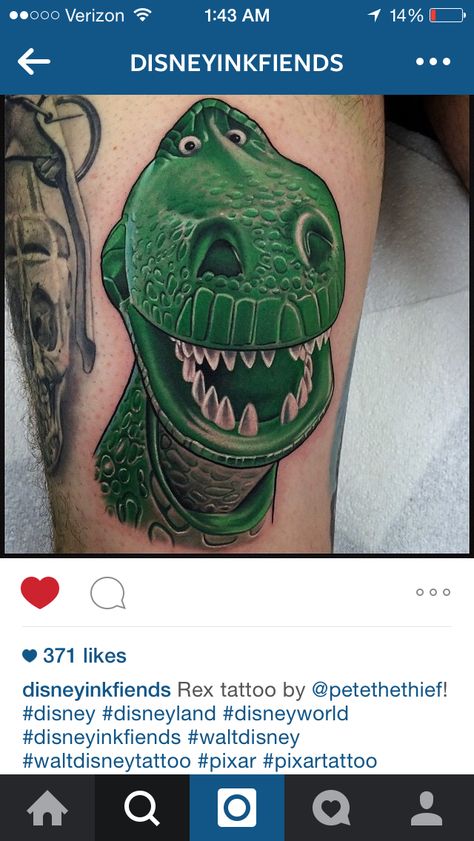 Verizon 1:43 AM 14%
DISNEYINKFIENDS
371 likes
disneyinkfiends Rex tattoo by @petethethief!
#disney #disneyland #disneyworld
#disneyinkfiends #waltdisney
#waltdisneytattoo #pixar #pixartattoo